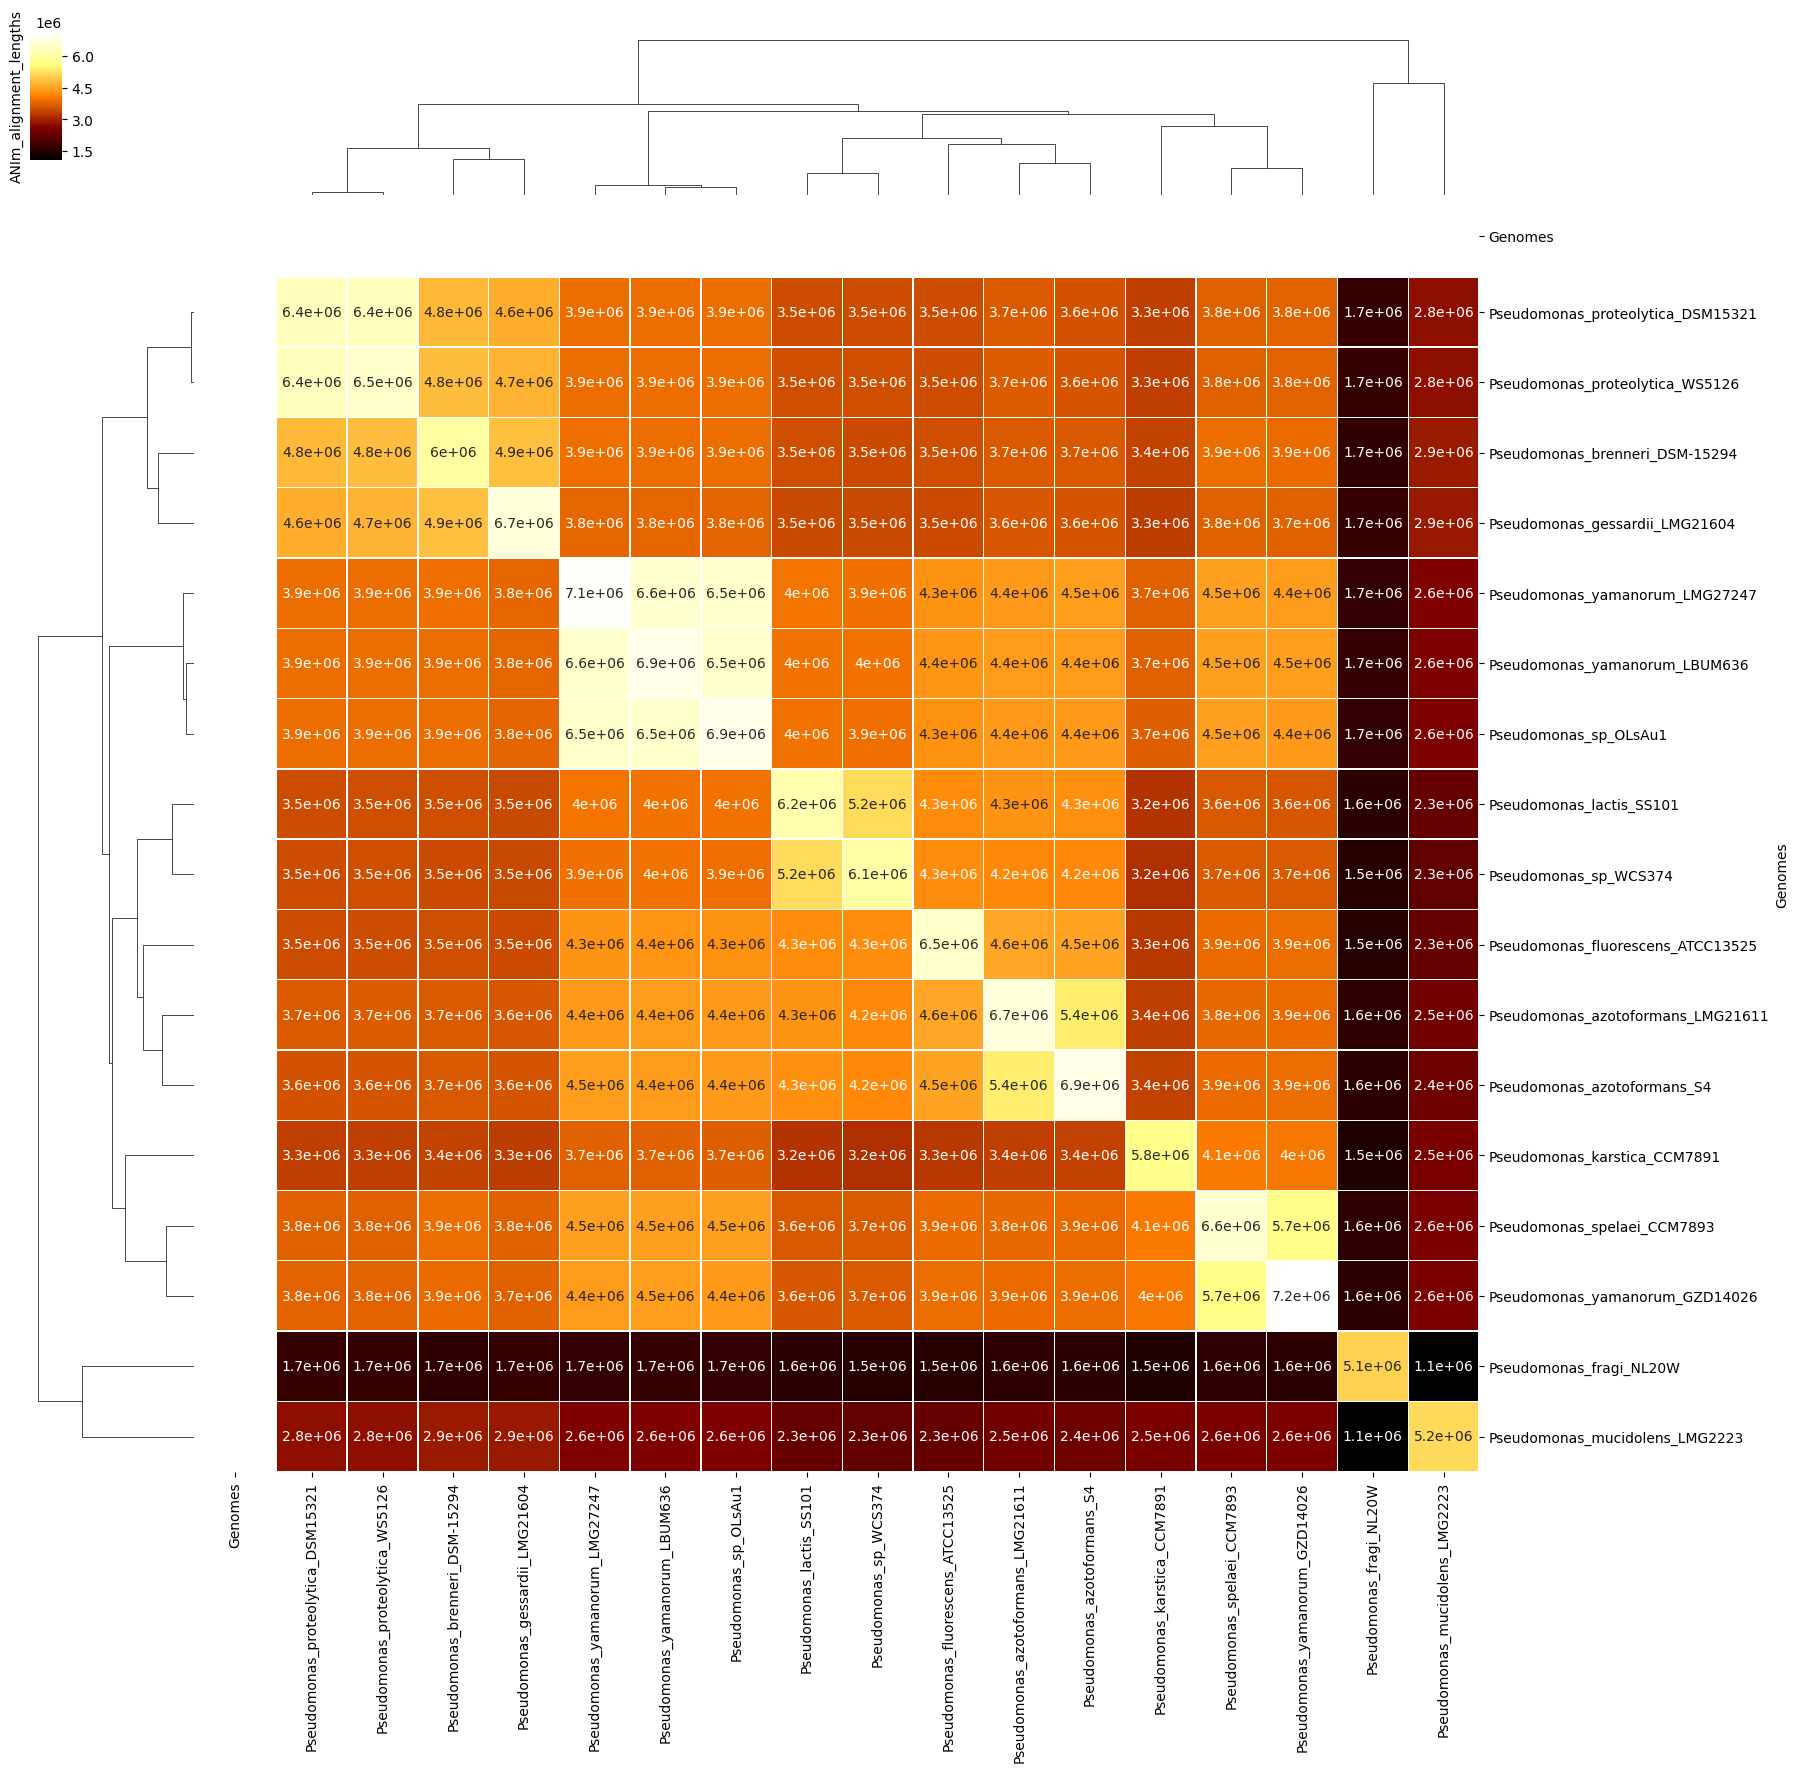 1e6
ANIm_alignment_lengths
6.0
4.5
3.0
1.5
Genomes
6.4e+06 6.4e+06 4.8e+06 4.6e+06 3.9e+06 3.9e+06 3.9e+06 3.5e+06 3.5e+06 3.5e+06 3.7e+06 3.6e+06 3.3e+06 3.8e+06 3.8e+06 1.7e+06 2.8e+06 Pseudomonas_proteolytica_DSM15321
6.4e+06 6.5e+06 4.8e+06 4.7e+06 3.9e+06 3.9e+06 3.9e+06 3.5e+06 3.5e+06 3.5e+06 3.7e+06 3.6e+06 3.3e+06 3.8e+06 3.8e+06 1.7e+06 2.8e+06 Pseudomonas_proteolytica_WS5126
4.8e+06 4.8e+06 6e+06 4.9e+06 3.9e+06 3.9e+06 3.9e+06 3.5e+06 3.5e+06 3.5e+06 3.7e+06 3.7e+06 3.4e+06 3.9e+06 3.9e+06 1.7e+06 2.9e+06 Pseudomonas_brenneri_DSM-15294
4.6e+06 4.7e+06 4.9e+06 6.7e+06 3.8e+06 3.8e+06 3.8e+06 3.5e+06 3.5e+06 3.5e+06 3.6e+06 3.6e+06 3.3e+06 3.8e+06 3.7e+06 1.7e+06 2.9e+06 Pseudomonas_gessardii_LMG21604
3.9e+06 3.9e+06 3.9e+06 3.8e+06 7.1e+06 6.6e+06 6.5e+06 4e+06 3.9e+06 4.3e+06 4.4e+06 4.5e+06 3.7e+06 4.5e+06 4.4e+06 1.7e+06 2.6e+06 Pseudomonas_yamanorum_LMG27247
3.9e+06 3.9e+06 3.9e+06 3.8e+06 6.6e+06 6.9e+06 6.5e+06 4e+06 4e+06 4.4e+06 4.4e+06 4.4e+06 3.7e+06 4.5e+06 4.5e+06 1.7e+06 2.6e+06 Pseudomonas_yamanorum_LBUM636
3.9e+06 3.9e+06 3.9e+06 3.8e+06 6.5e+06 6.5e+06 6.9e+06 4e+06 3.9e+06 4.3e+06 4.4e+06 4.4e+06 3.7e+06 4.5e+06 4.4e+06 1.7e+06 2.6e+06 Pseudomonas_sp_OLsAu1
3.5e+06 3.5e+06 3.5e+06 3.5e+06 4e+06 4e+06 4e+06 6.2e+06 5.2e+06 4.3e+06 4.3e+06 4.3e+06 3.2e+06 3.6e+06 3.6e+06 1.6e+06 2.3e+06 Pseudomonas_lactis_SS101
3.5e+06 3.5e+06 3.5e+06 3.5e+06 3.9e+06 4e+06 3.9e+06 5.2e+06 6.1e+06 4.3e+06 4.2e+06 4.2e+06 3.2e+06 3.7e+06 3.7e+06 1.5e+06 2.3e+06 Pseudomonas_sp_WCS374
3.5e+06 3.5e+06 3.5e+06 3.5e+06 4.3e+06 4.4e+06 4.3e+06 4.3e+06 4.3e+06 6.5e+06 4.6e+06 4.5e+06 3.3e+06 3.9e+06 3.9e+06 1.5e+06 2.3e+06 Pseudomonas_fluorescens_ATCC13525
3.7e+06 3.7e+06 3.7e+06 3.6e+06 4.4e+06 4.4e+06 4.4e+06 4.3e+06 4.2e+06 4.6e+06 6.7e+06 5.4e+06 3.4e+06 3.8e+06 3.9e+06 1.6e+06 2.5e+06 Pseudomonas_azotoformans_LMG21611
3.6e+06 3.6e+06 3.7e+06 3.6e+06 4.5e+06 4.4e+06 4.4e+06 4.3e+06 4.2e+06 4.5e+06 5.4e+06 6.9e+06 3.4e+06 3.9e+06 3.9e+06 1.6e+06 2.4e+06 Pseudomonas_azotoformans_S4
3.3e+06 3.3e+06 3.4e+06 3.3e+06 3.7e+06 3.7e+06 3.7e+06 3.2e+06 3.2e+06 3.3e+06 3.4e+06 3.4e+06 5.8e+06 4.1e+06 4e+06 1.5e+06 2.5e+06 Pseudomonas_karstica_CCM7891
3.8e+06 3.8e+06 3.9e+06 3.8e+06 4.5e+06 4.5e+06 4.5e+06 3.6e+06 3.7e+06 3.9e+06 3.8e+06 3.9e+06 4.1e+06 6.6e+06 5.7e+06 1.6e+06 2.6e+06 Pseudomonas_spelaei_CCM7893
3.8e+06 3.8e+06 3.9e+06 3.7e+06 4.4e+06 4.5e+06 4.4e+06 3.6e+06 3.7e+06 3.9e+06 3.9e+06 3.9e+06 4e+06 5.7e+06 7.2e+06 1.6e+06 2.6e+06 Pseudomonas_yamanorum_GZD14026
1.7e+06 1.7e+06 1.7e+06 1.7e+06 1.7e+06 1.7e+06 1.7e+06 1.6e+06 1.5e+06 1.5e+06 1.6e+06 1.6e+06 1.5e+06 1.6e+06 1.6e+06 5.1e+06 1.1e+06 Pseudomonas_fragi_NL20W
2.8e+06 2.8e+06 2.9e+06 2.9e+06 2.6e+06 2.6e+06 2.6e+06 2.3e+06 2.3e+06 2.3e+06 2.5e+06 2.4e+06 2.5e+06 2.6e+06 2.6e+06 1.1e+06 5.2e+06 Pseudomonas_mucidolens_LMG2223
Genomes
Genomes
Pseudomonas_proteolytica_DSM15321
Pseudomonas_proteolytica_WS5126
Pseudomonas_brenneri_DSM-15294
Pseudomonas_gessardii_LMG21604
Pseudomonas_yamanorum_LMG27247
Pseudomonas_yamanorum_LBUM636
Pseudomonas_sp_OLsAu1
Pseudomonas_lactis_SS101
Pseudomonas_sp_WCS374
Pseudomonas_fluorescens_ATCC13525
Pseudomonas_azotoformans_LMG21611
Pseudomonas_azotoformans_S4
Pseudomonas_karstica_CCM7891
Pseudomonas_spelaei_CCM7893
Pseudomonas_yamanorum_GZD14026
Pseudomonas_fragi_NL20W
Pseudomonas_mucidolens_LMG2223